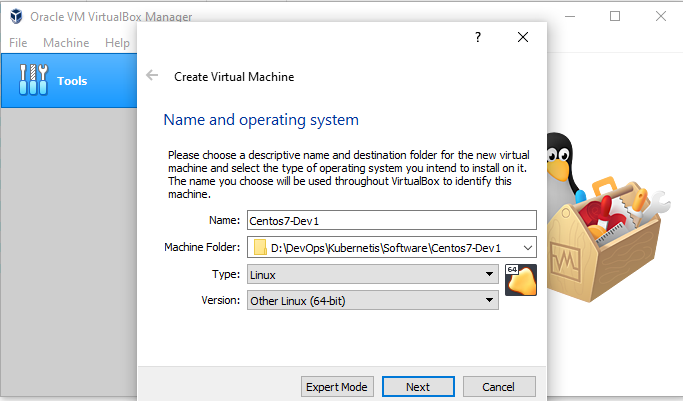 Oracle VM VirtualBox Manager
File Machine Help
Tools
?
Create Virtual Machine
Name and operating system
Please choose a descriptive name and destination folder for the new virtual
machine and select the type of operating system you intend to install on it.
The name you choose will be used throughout VirtualBox to identify this
machine.
Name: Centos7-Dev1
Machine Folder: D:\DevOps\Kubernetis\Software\Centos7-Dev1
Type: Linux
64
Version: Other Linux (64-bit)
Expert Mode Next Cancel